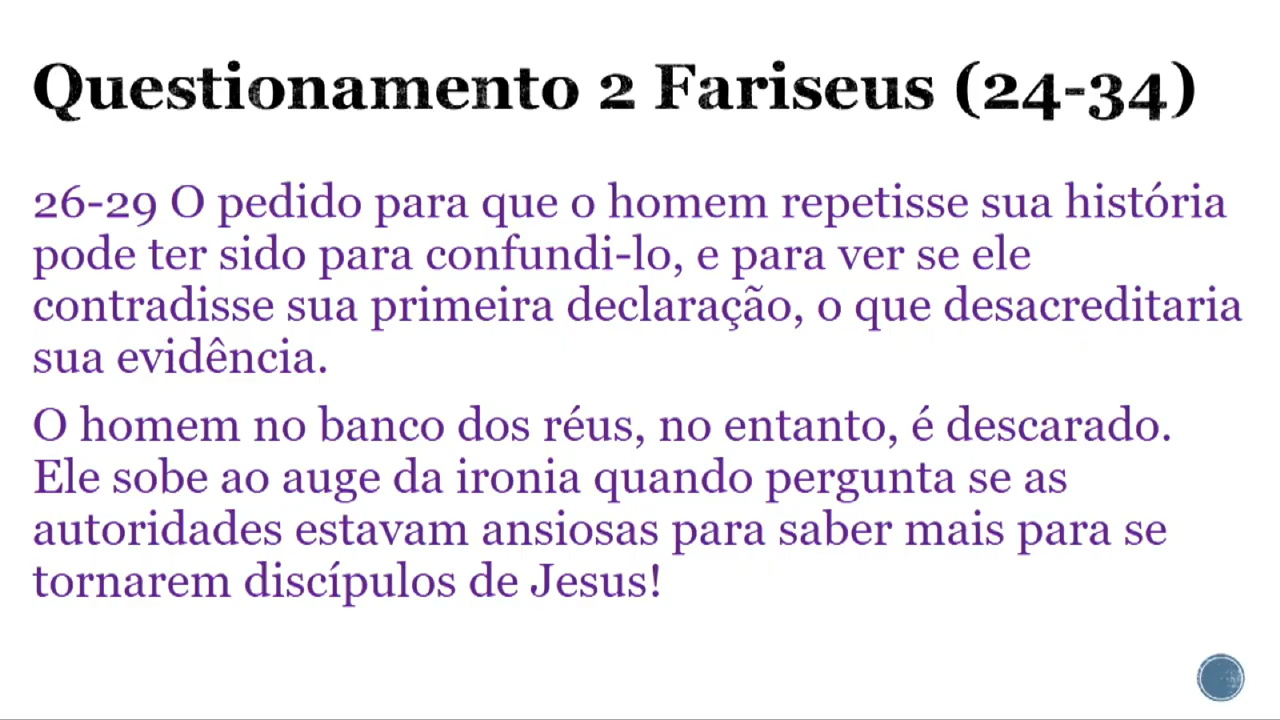 Questionamento 2 Fariseus (24-34)
26-29 O pedido para que o homem repetisse sua história
pode ter sido para confundi-lo, e para ver se ele
contradisse sua primeira declaração, o que desacreditaria
sua evidência.
O homem no banco dos réus, no entanto, é descarado.
Ele sobe ao auge da ironia quando pergunta se as
autoridades estavam ansiosas para saber mais para se
tornarem discípulos de Jesus!